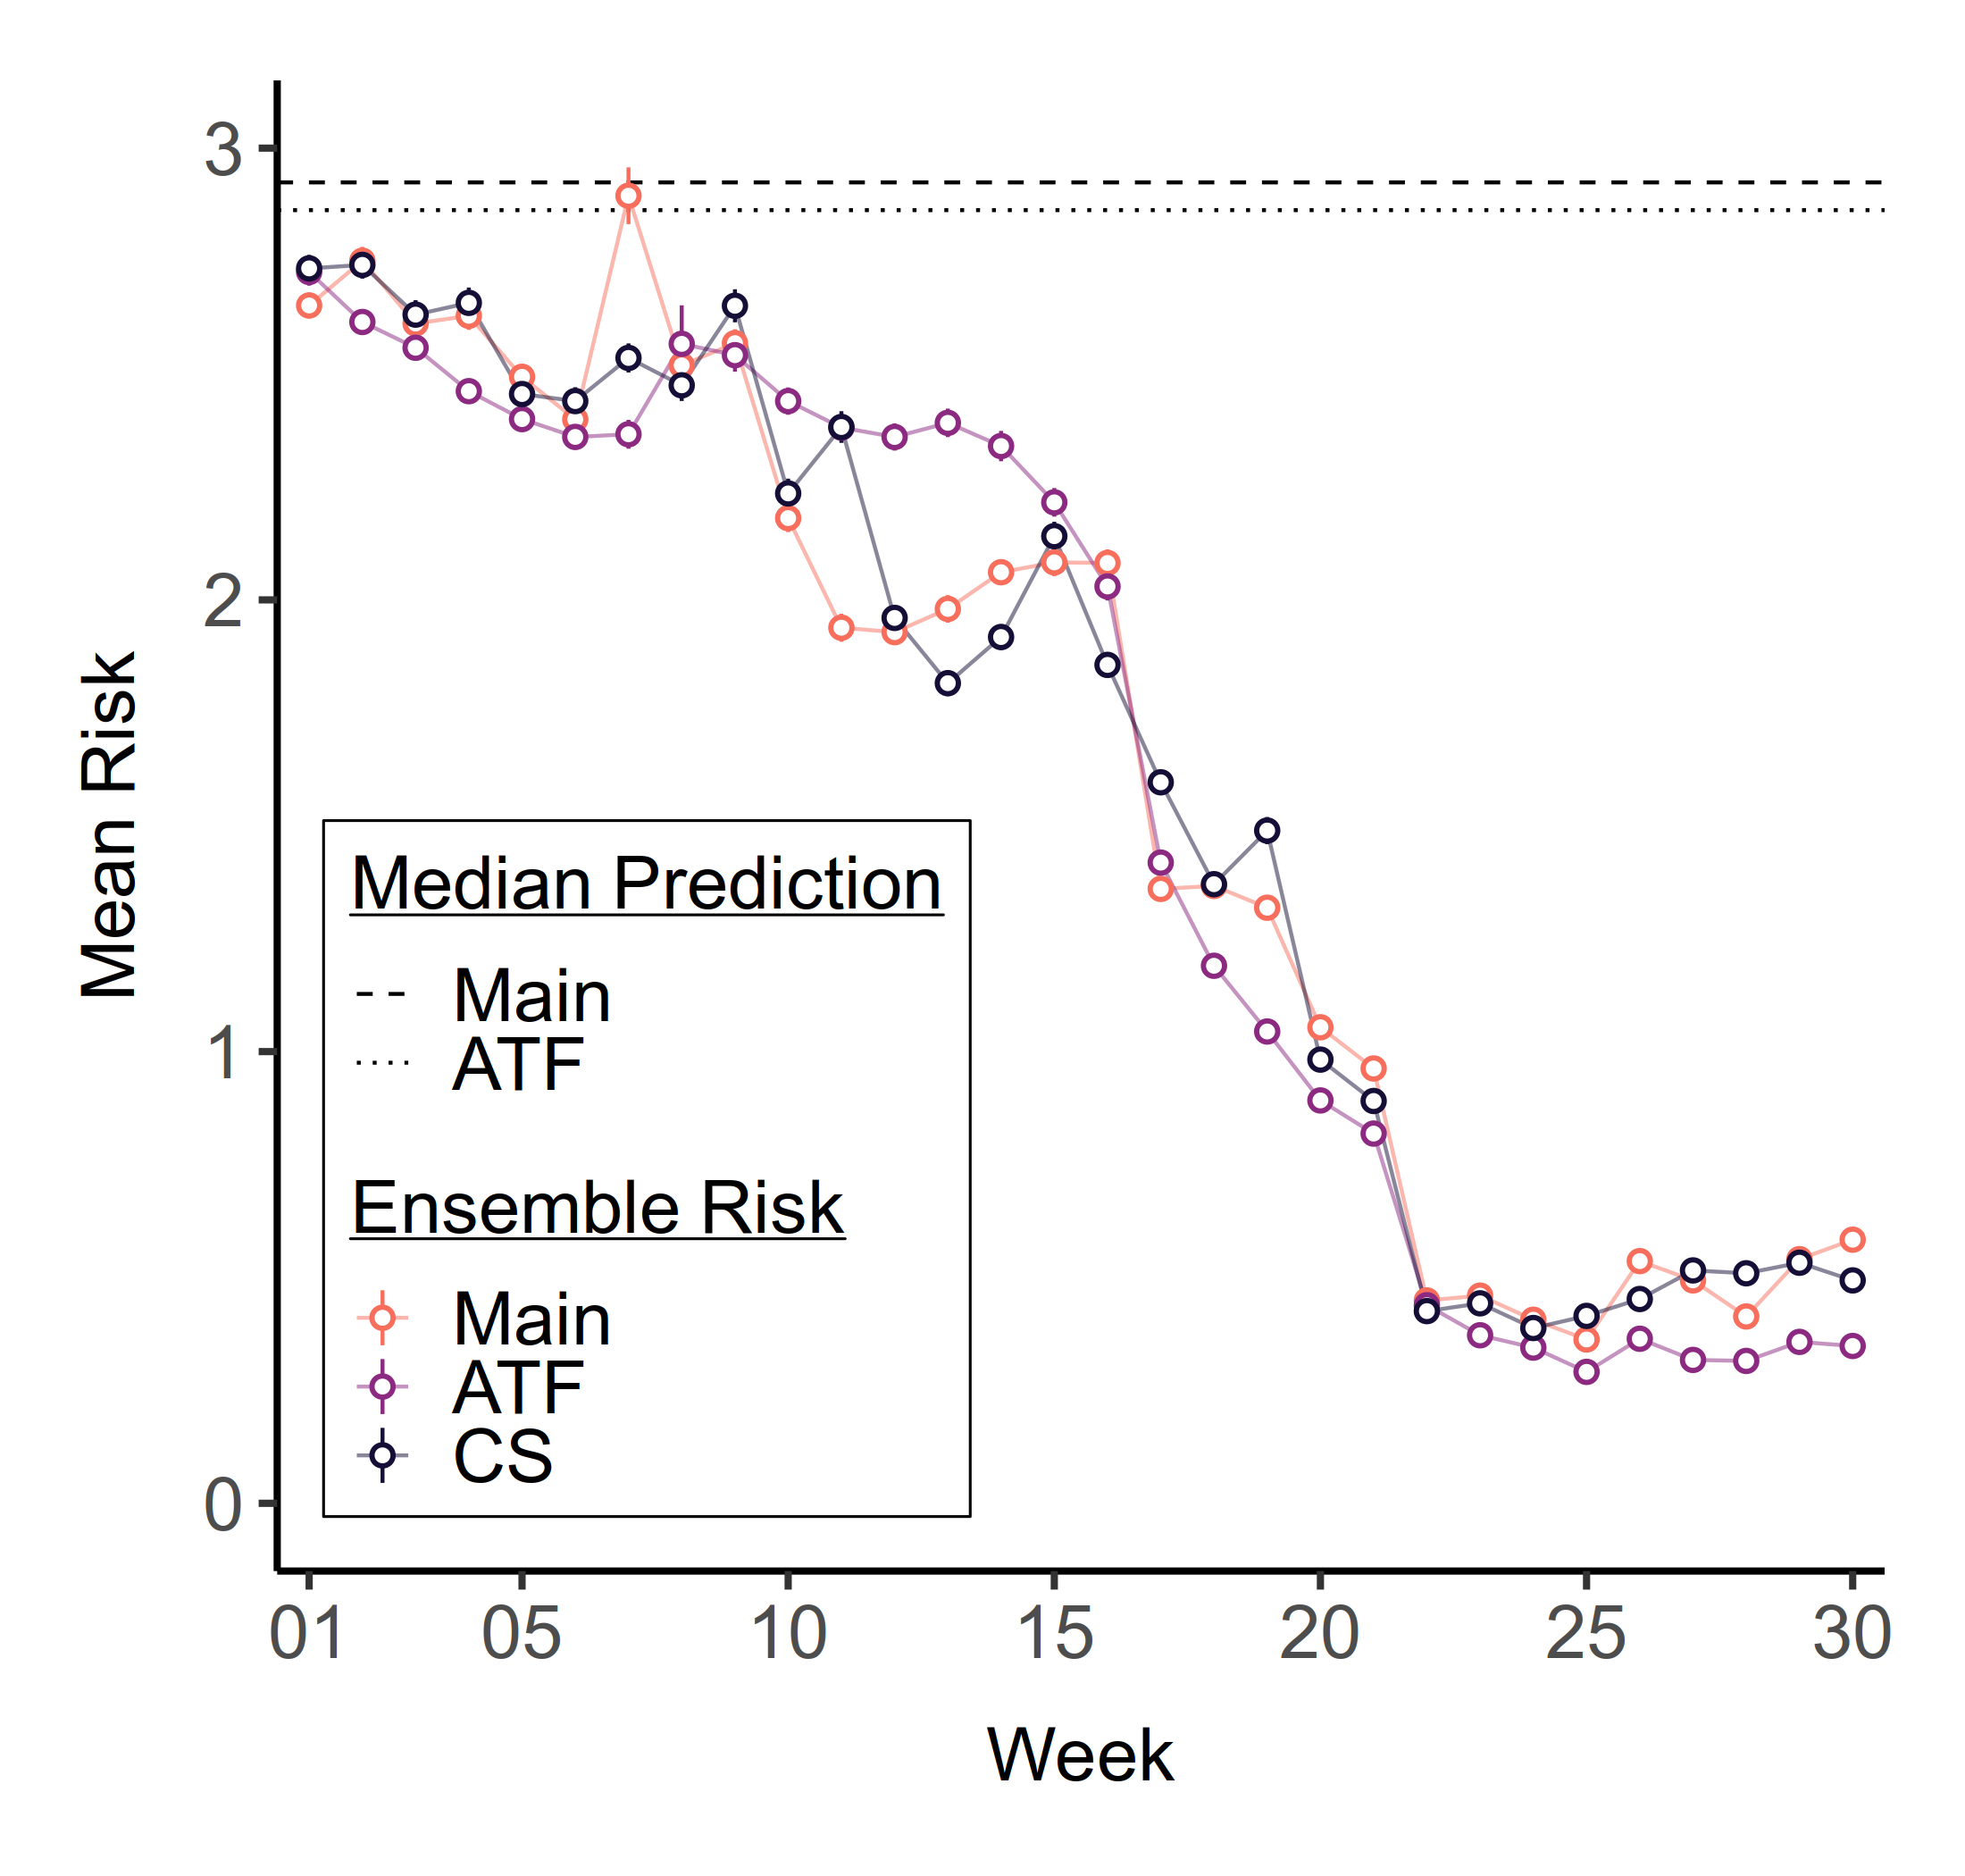 3
2
1
0
Mean Risk
Median Prediction
Main
ATF
Ensemble Risk
Main
ATF
CS
01 05 10 15 20 25 30
Week